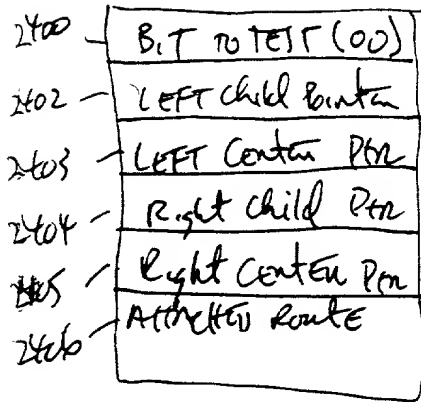 2400 BIT TO TEST (00)
2402 LEFT Child Pointer
2403 LEFT Center Ptr
2404 Right Child Ptr
2405 Right CENTER Ptr
2406 ATTACHED ROUTE